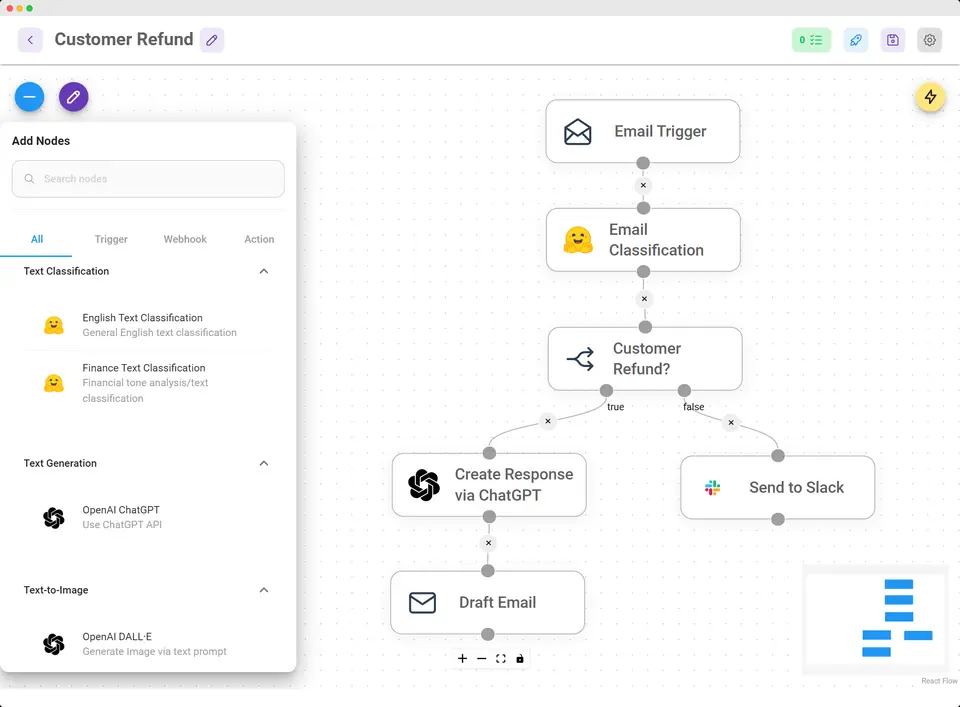 Customer Refund
0
Add Nodes
Search nodes
All
Trigger
Webhook
Action
Text Classification
English Text Classification
General English text classification
Finance Text Classification
Financial tone analysis/text
classification
Text Generation
OpenAI ChatGPT
Use ChatGPT API
Text-to-Image
OpenAI DALL·E
Generate Image via text prompt
Email Trigger
Email
Classification
Customer
Refund?
true
false
Create Response
via ChatGPT
Send to Slack
Draft Email
React Flow